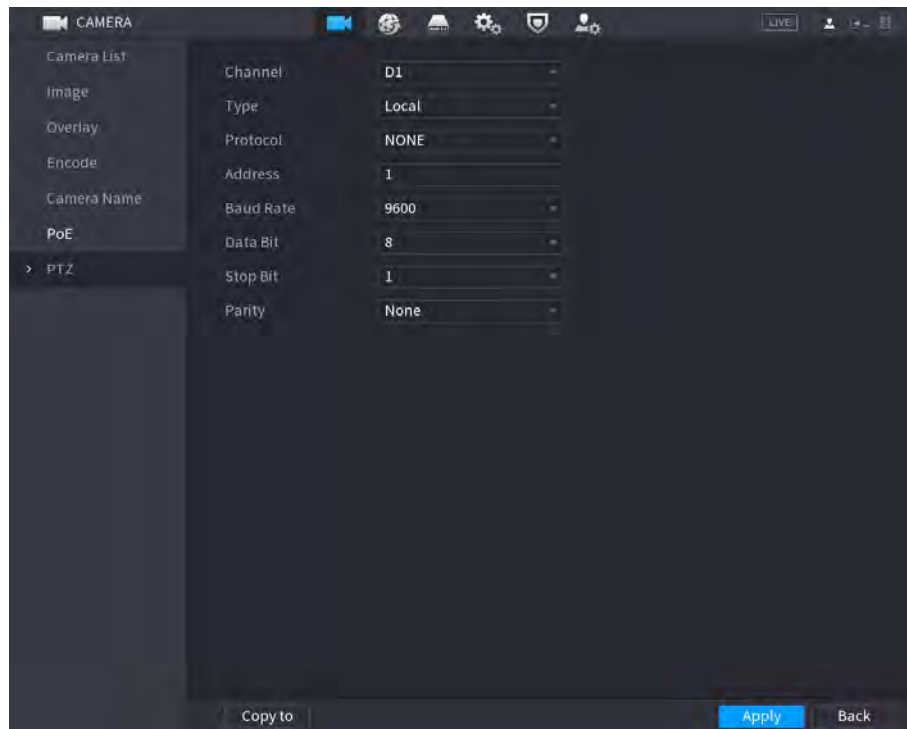 CAMERA
LIVE
Camera List
Image
Overlay
Encode
Camera Name
PoE
> PTZ
Channel D1
Type Local
Protocol NONE
Address 1
Baud Rate 9600
Data Bit 8
Stop Bit 1
Parity None
Copy to
Apply
Back